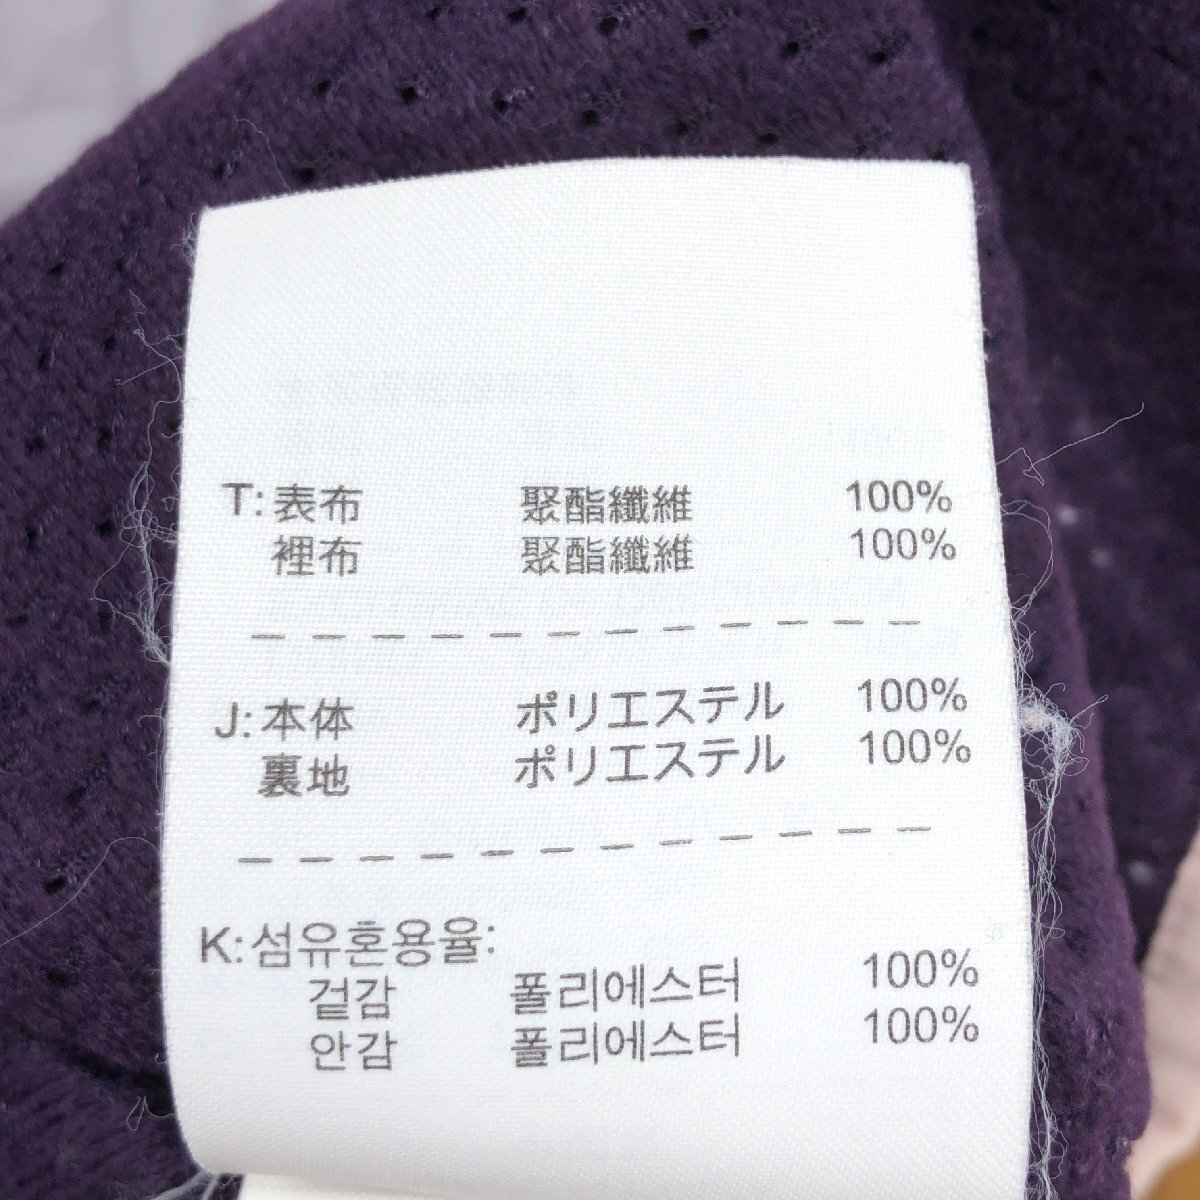 T: 表布 聚酯纖維 100%
裡布 聚酯纖維 100%
J: 本体 ポリエステル 100%
裏地 ポリエステル 100%
K: 섬유혼용율:
겉감 폴리에스터 100%
안감 폴리에스터 100%